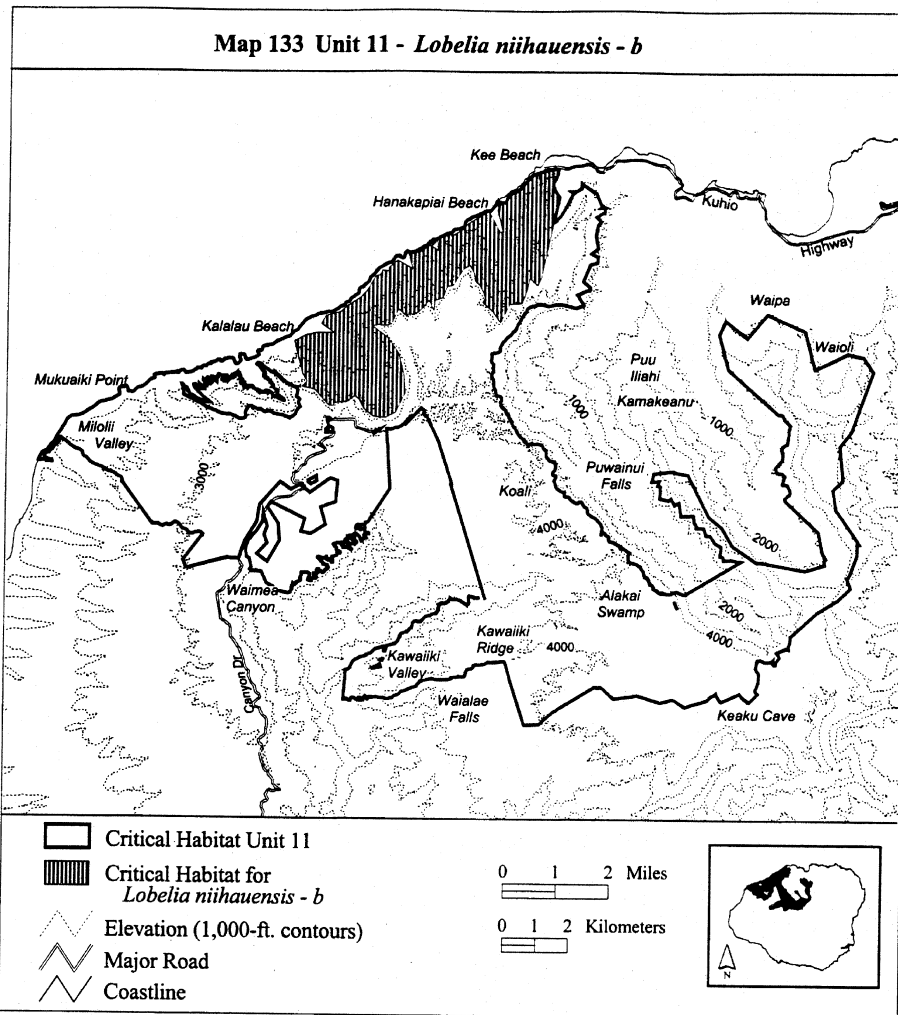 Map 133 Unit 11 - Lobelia niihauensis - b
Kee Beach
Hanakapiai Beach
Kuhio
Highway
Waipa
Kalalau Beach
Waioli
Puu
Iliahi
Mukuaiki Point
Kamakeanu
1000
1000
Milolii
Valley
3000
Puwainui
Falls
Koali
4000
2000
Waimea
Canyon
Alakai
Swamp
2000
4000
Kawaiiki
Ridge
4000
Kawaiiki
Valley
Canyon Dr
Waialae
Falls
Keaku Cave
Critical Habitat Unit 11
Critical Habitat for
Lobelia niihauensis - b
Elevation (1,000-ft. contours)
Major Road
Coastline
0 1 2 Miles
0 1 2 Kilometers
N